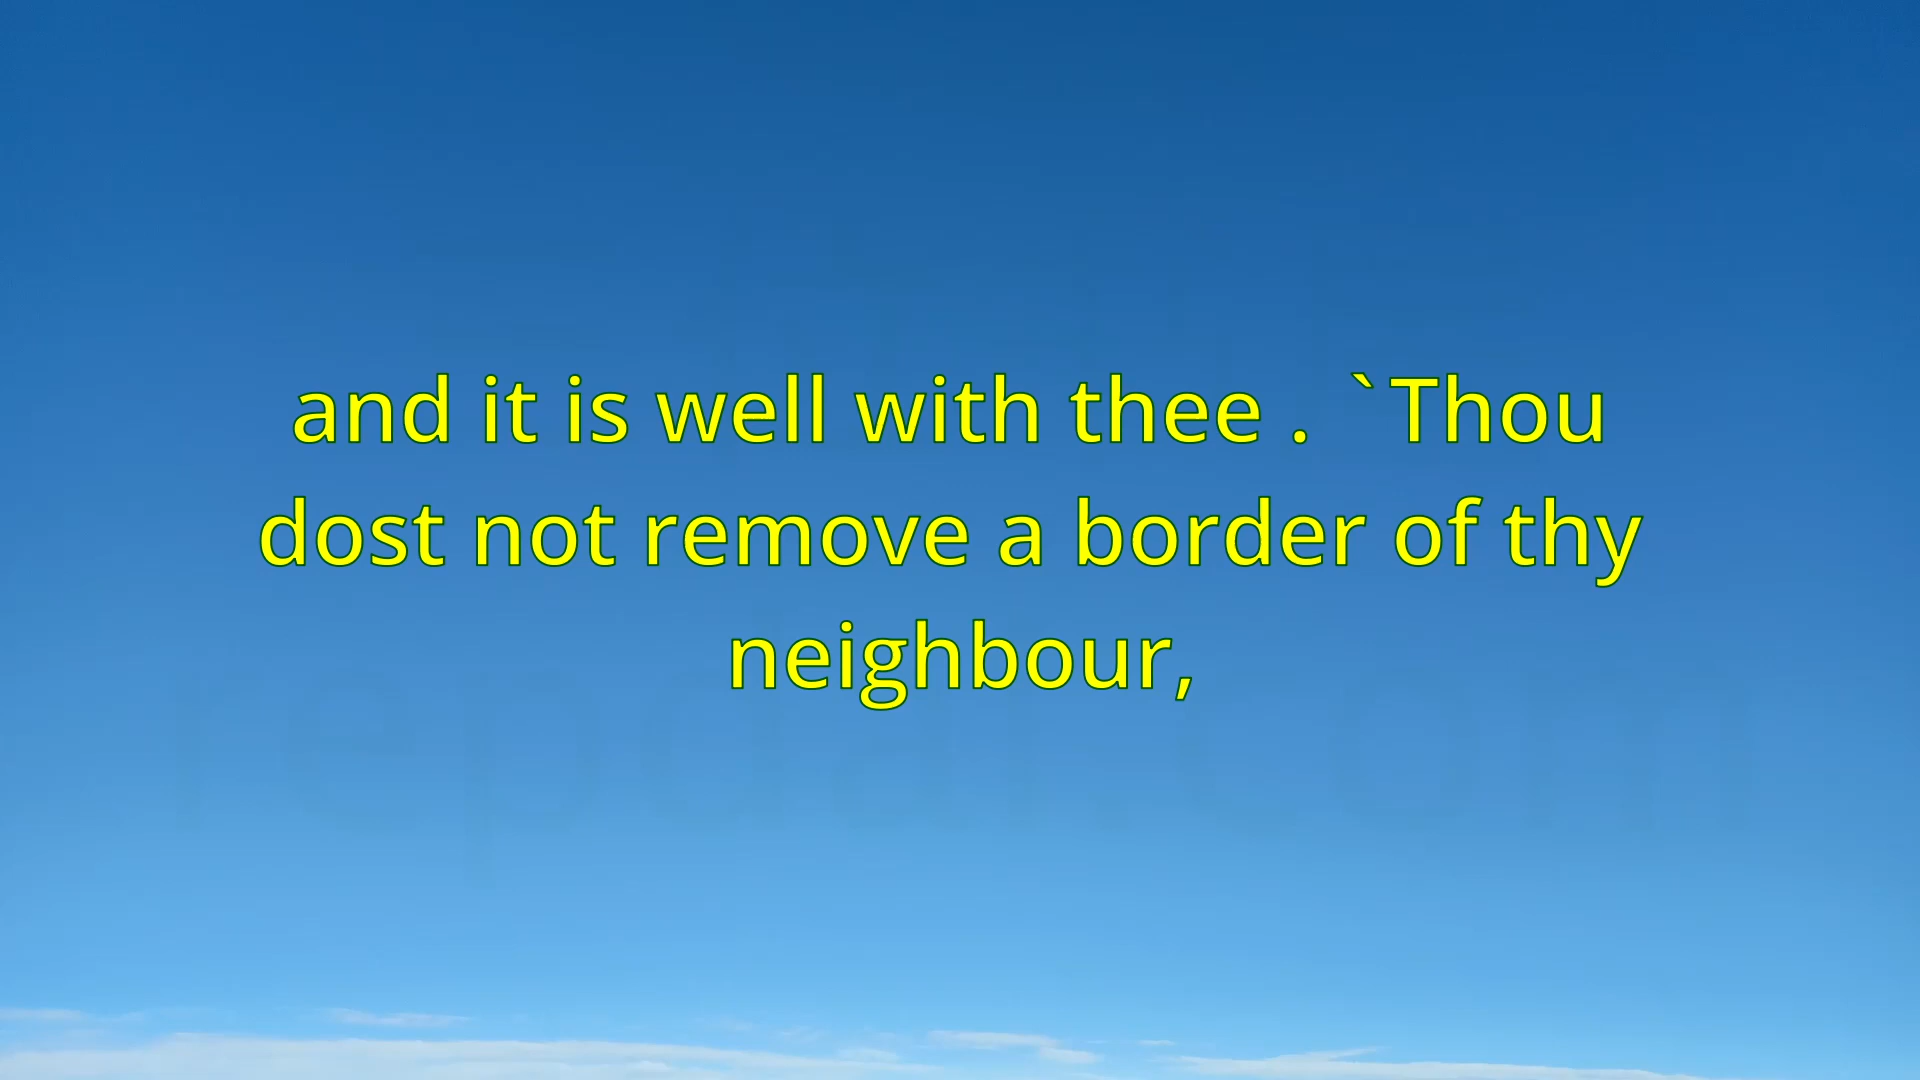 and it is well with thee . `Thou
dost not remove a border of thy
neighbour,